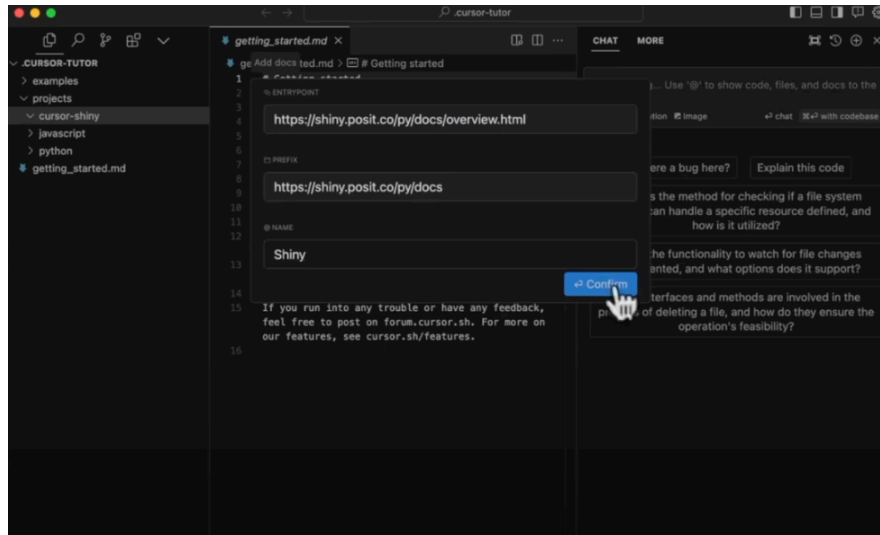 .cursor-tutor
.CURSOR-TUTOR
examples
projects
cursor-shiny
javascript
python
getting_started.md
getting_started.md
Add docs
ted.md > # Getting started
1 # Getting started
2
3
4
5
6
7
8
9
10
11
12
13
14
15 If you run into any trouble or have any feedback,
feel free to post on forum.cursor.sh. For more on
our features, see cursor.sh/features.
16
ENTRYPOINT
https://shiny.posit.co/py/docs/overview.html
PREFIX
https://shiny.posit.co/py/docs
NAME
Shiny
Confirm
CHAT MORE
... Use '@' to show code, files, and docs to the
Image chat with codebase
ere a bug here? Explain this code
s the method for checking if a file system
can handle a specific resource defined, and
how is it utilized?
he functionality to watch for file changes
ented, and what options does it support?
terfaces and methods are involved in the
of deleting a file, and how do they ensure the
operation's feasibility?